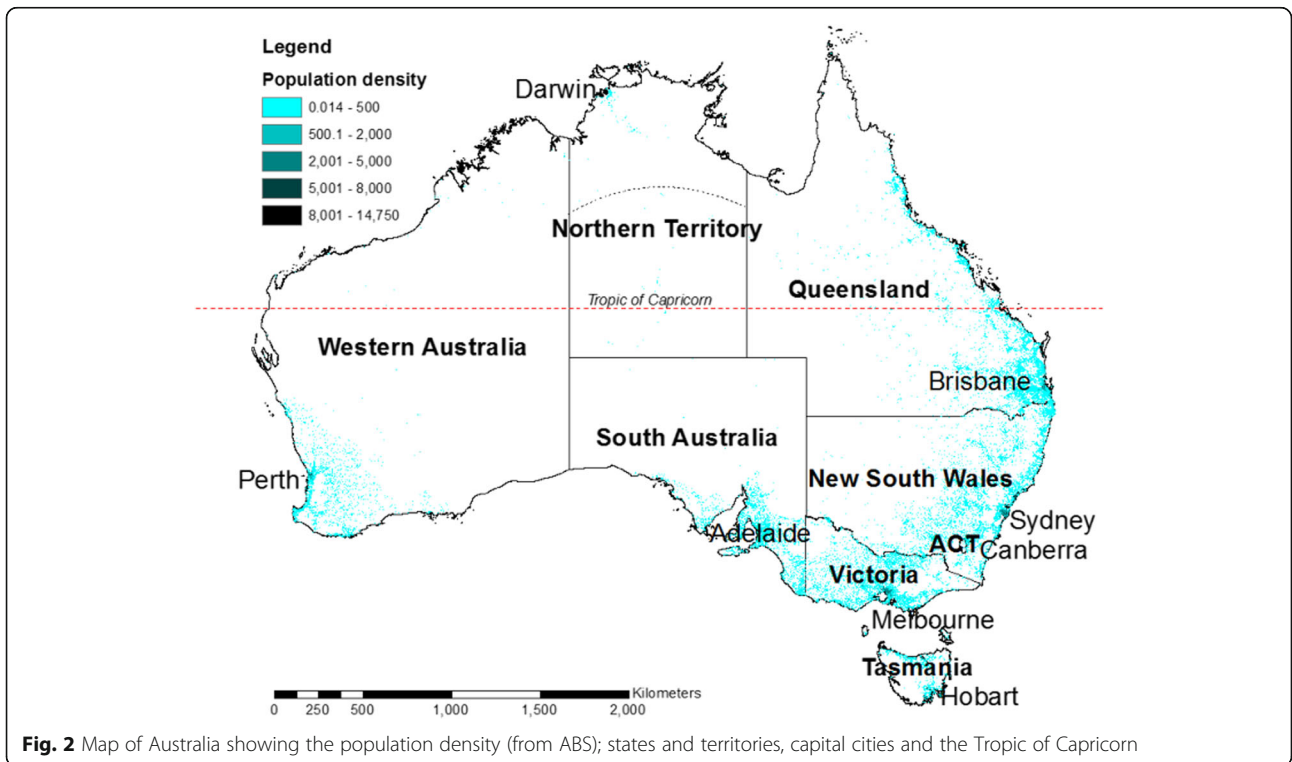 Legend
Population density
0.014 - 500
500.1 - 2,000
2,001 - 5,000
5,001 - 8,000
8,001 - 14,750
Darwin
Northern Territory
Tropic of Capricorn
Queensland
Western Australia
Brisbane
South Australia
Perth
New South Wales
Sydney
Adelaide
ACT
Canberra
Victoria
Melbourne
Tasmania
Hobart
Kilometers
0 250 500 1,000 1,500 2,000
Fig. 2 Map of Australia showing the population density (from ABS); states and territories, capital cities and the Tropic of Capricorn